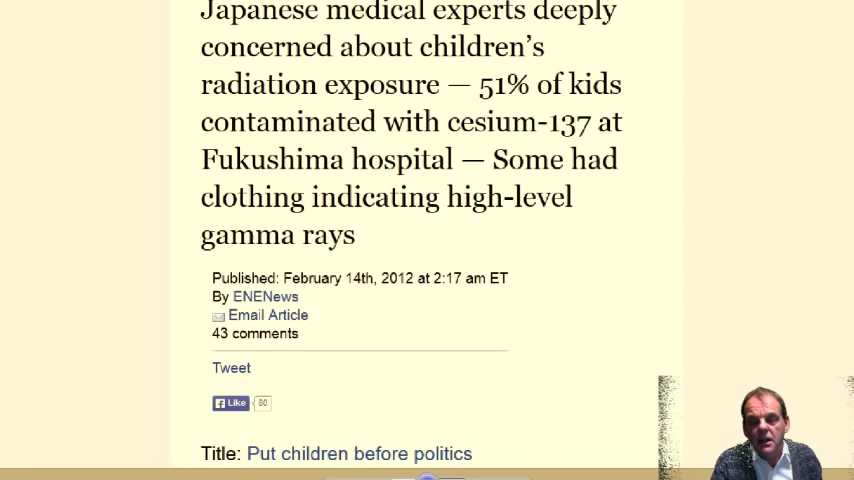 Japanese medical experts deeply
concerned about children’s
radiation exposure — 51% of kids
contaminated with cesium-137 at
Fukushima hospital — Some had
clothing indicating high-level
gamma rays
Published: February 14th, 2012 at 2:17 am ET
By ENENews
Email Article
43 comments
Tweet
Like 80
Title: Put children before politics